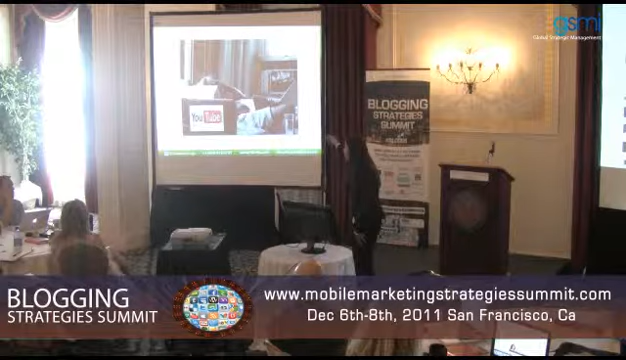 gsmi
Global Strategic Management
YouTube
BLOGGING
STRATEGIES
SUMMIT
BLOGGING
STRATEGIES SUMMIT
www.mobilemarketingstrategiessummit.com
Dec 6th-8th, 2011 San Francisco, Ca